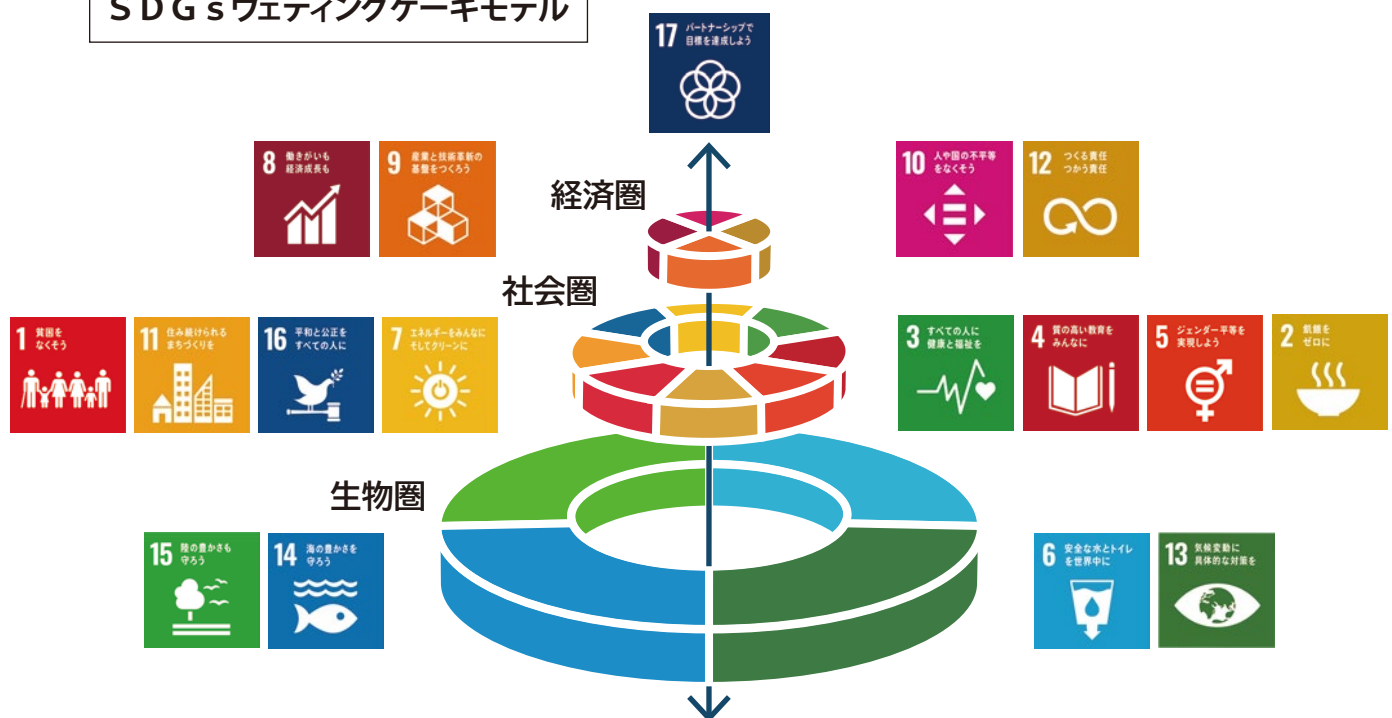 SDGsウェディングケーキモデル
17 パートナーシップで
目標を達成しよう
8 働きがいも
経済成長も
9 産業と技術革新の
基盤をつくろう
経済圏
10 人や国の不平等
をなくそう
12 つくる責任
つかう責任
社会圏
1 貧困を
なくそう
11 住み続けられる
まちづくりを
16 平和と公正を
すべての人に
7 エネルギーをみんなに
そしてクリーンに
3 すべての人に
健康と福祉を
4 質の高い教育を
みんなに
5 ジェンダー平等を
実現しよう
2 飢餓を
ゼロに
生物圏
15 陸の豊かさも
守ろう
14 海の豊かさを
守ろう
6 安全な水とトイレ
を世界中に
13 気候変動に
具体的な対策を